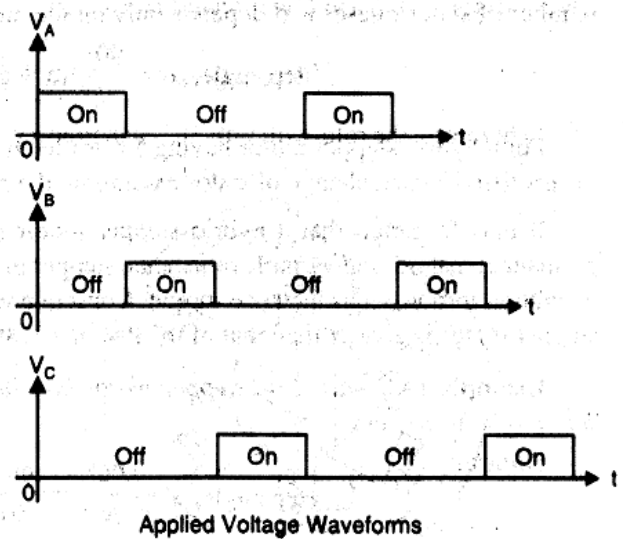 V_A
On Off On
0 t
V_B
Off On Off On
0 t
V_C
Off On Off On
0 t
Applied Voltage Waveforms